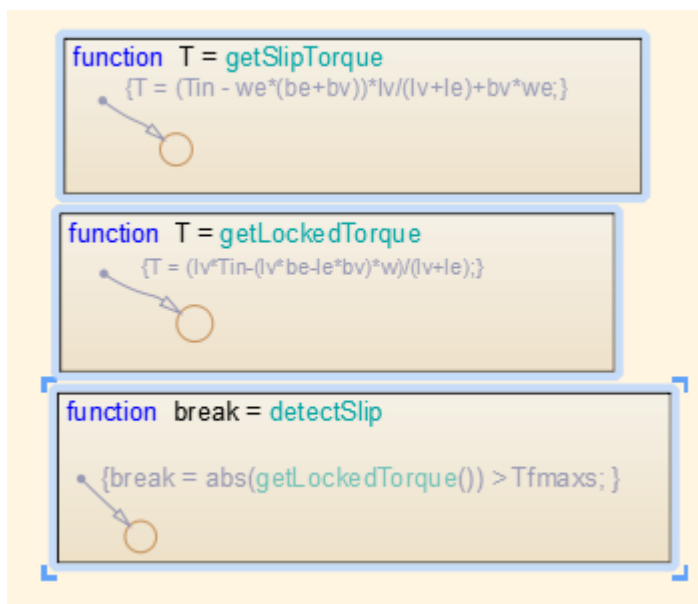 function T = getSlipTorque
{T = (Tin - we*(be+bv))*Iv/(Iv+Ie)+bv*we;}
function T = getLockedTorque
{T = (Iv*Tin-(Iv*be-Ie*bv)*w)/(Iv+Ie);}
function break = detectSlip
{break = abs(getLockedTorque()) > Tfmaxs; }